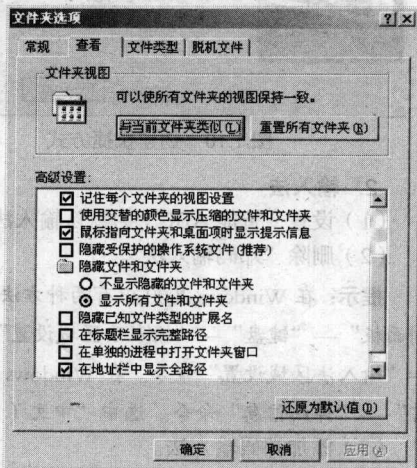 文件夹选项
常规 查看 文件类型 脱机文件
文件夹视图
可以使所有文件夹的视图保持一致。
与当前文件夹类似(L) 重置所有文件夹(R)
高级设置:
记住每个文件夹的视图设置
使用交替的颜色显示压缩的文件和文件夹
鼠标指向文件夹和桌面项时显示提示信息
隐藏受保护的操作系统文件(推荐)
隐藏文件和文件夹
不显示隐藏的文件和文件夹
显示所有文件和文件夹
隐藏已知文件类型的扩展名
在标题栏显示完整路径
在单独的进程中打开文件夹窗口
在地址栏中显示全路径
还原为默认值(D)
确定 取消 应用(A)